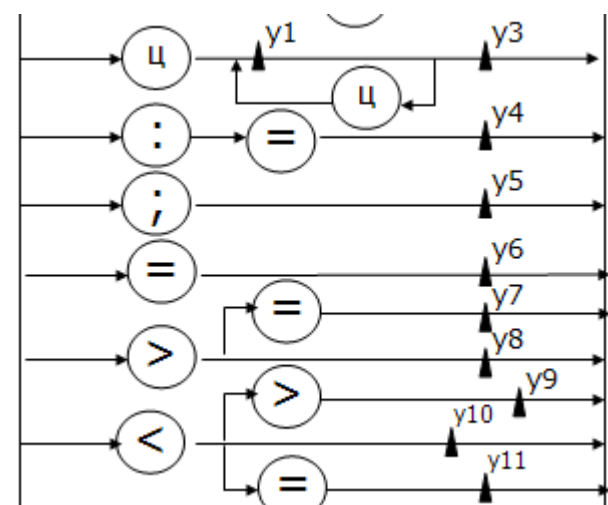 ц y1 y3
ц
: = y4
; y5
= y6
= y7
> y8
> y9
< y10
= y11